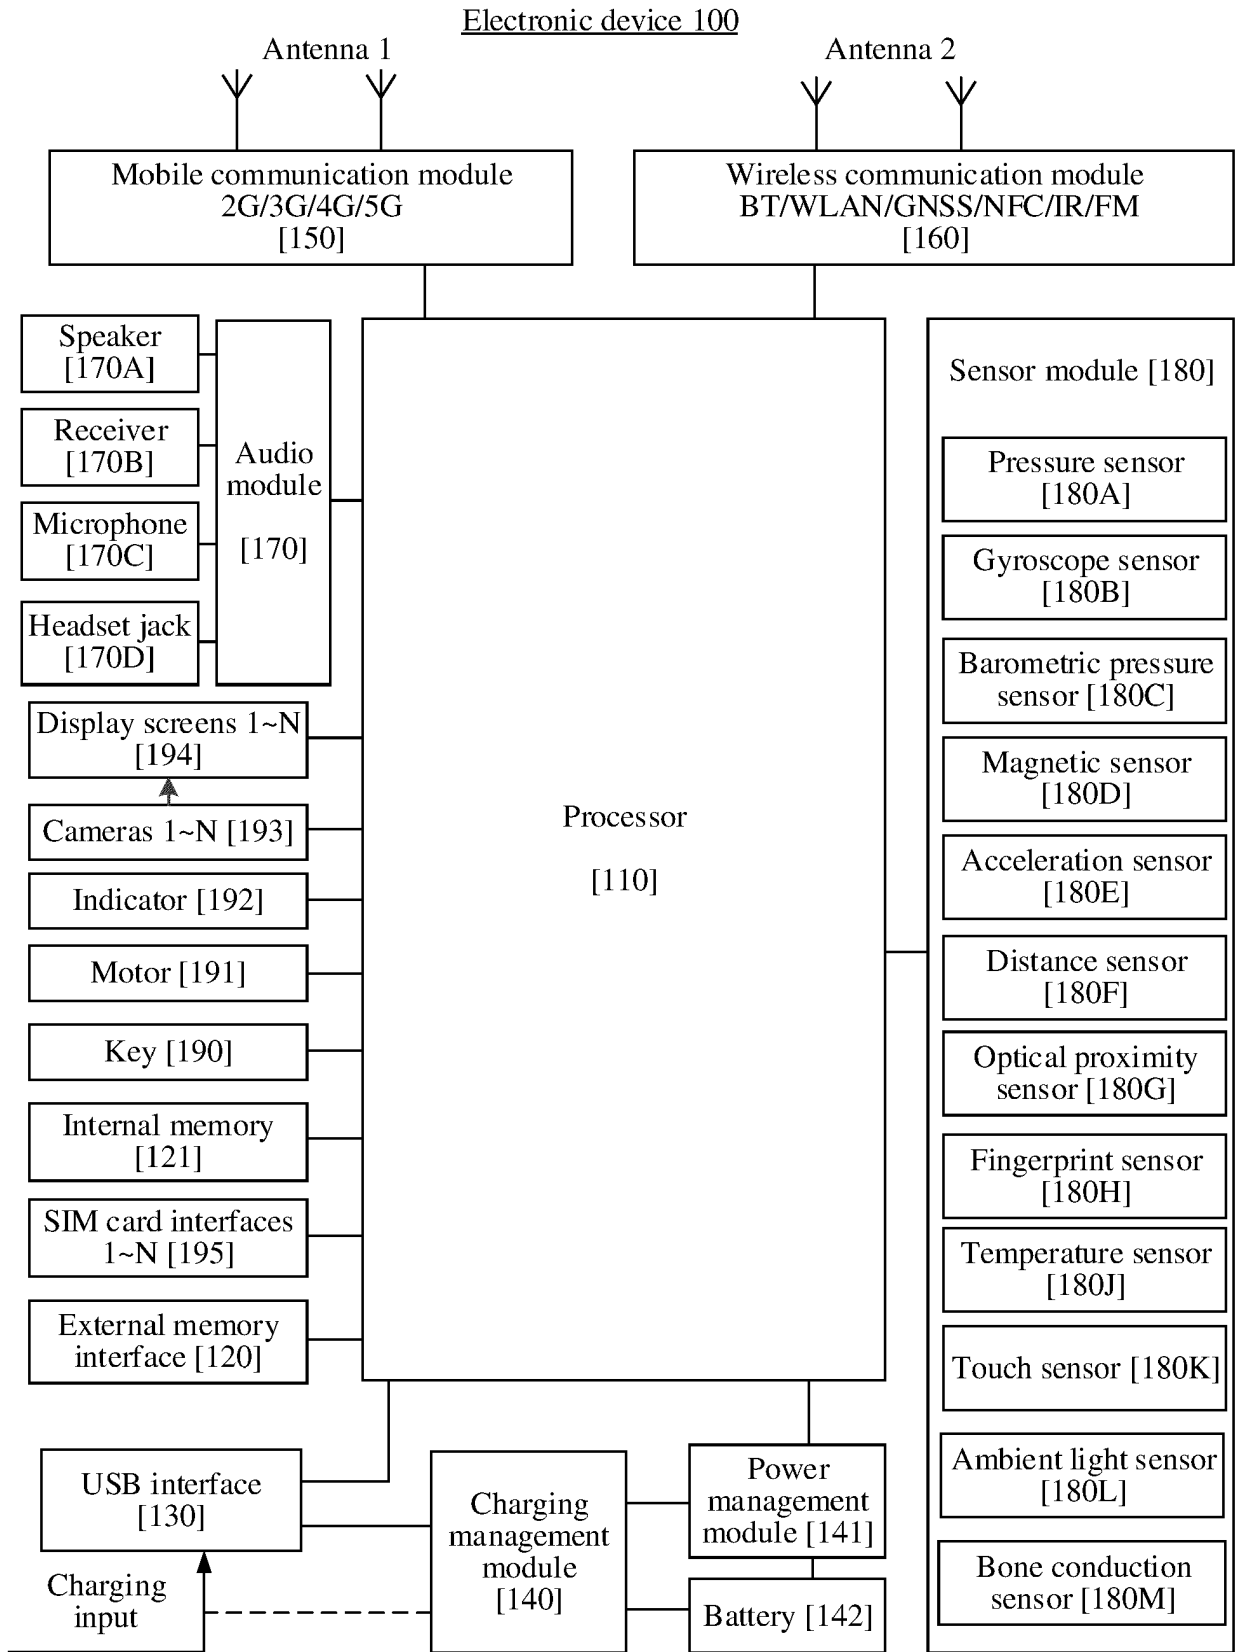 Electronic device 100
Antenna 1
Antenna 2
Mobile communication module
2G/3G/4G/5G
[150]
Wireless communication module
BT/WLAN/GNSS/NFC/IR/FM
[160]
Speaker
[170A]
Receiver
[170B]
Microphone
[170C]
Headset jack
[170D]
Audio
module
[170]
Display screens 1~N
[194]
Cameras 1~N [193]
Indicator [192]
Motor [191]
Key [190]
Internal memory
[121]
SIM card interfaces
1~N [195]
External memory
interface [120]
Processor
[110]
Sensor module [180]
Pressure sensor
[180A]
Gyroscope sensor
[180B]
Barometric pressure
sensor [180C]
Magnetic sensor
[180D]
Acceleration sensor
[180E]
Distance sensor
[180F]
Optical proximity
sensor [180G]
Fingerprint sensor
[180H]
Temperature sensor
[180J]
Touch sensor [180K]
Ambient light sensor
[180L]
Bone conduction
sensor [180M]
USB interface
[130]
Charging
input
Charging
management
module
[140]
Power
management
module [141]
Battery [142]